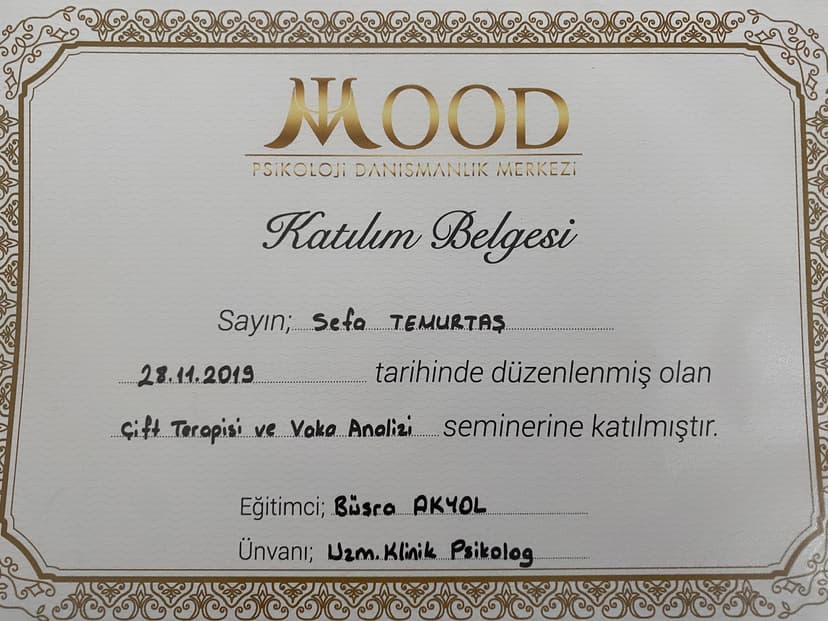 MOOD
PSİKOLOJİ DANIŞMANLIK MERKEZİ
Katılım Belgesi
Sayın; Sefa TEMURTAŞ
28.11.2019 tarihinde düzenlenmiş olan
Çift Terapisi ve Vaka Analizi seminerine katılmıştır.
Eğitimci; Büşra AKYOL
Ünvanı; Uzm. Klinik Psikolog